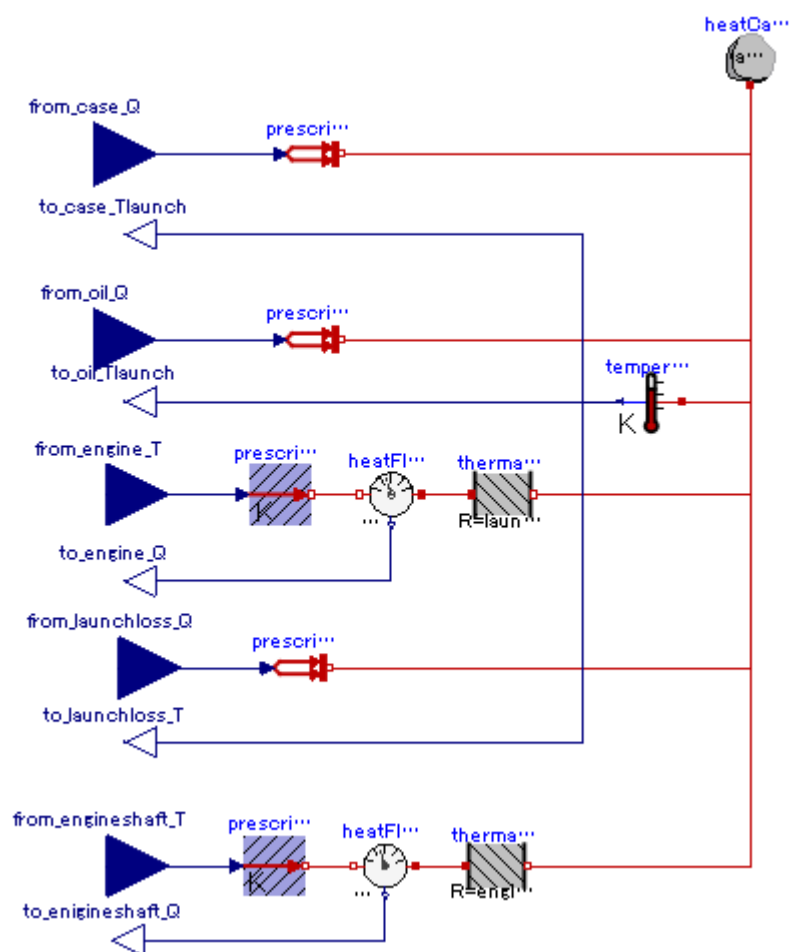 heatCa…
a…
from_case_Q
prescri…
to_case_Tlaunch
from_oil_Q
prescri…
to_oil_Tlaunch
temper…
K
from_engine_T
prescri…
heatFl…
therma…
K
…
R=laun…
to_engine_Q
from_launchloss_Q
prescri…
to_launchloss_T
from_engineshaft_T
prescri…
heatFl…
therma…
K
…
R=engi…
to_enigineshaft_Q